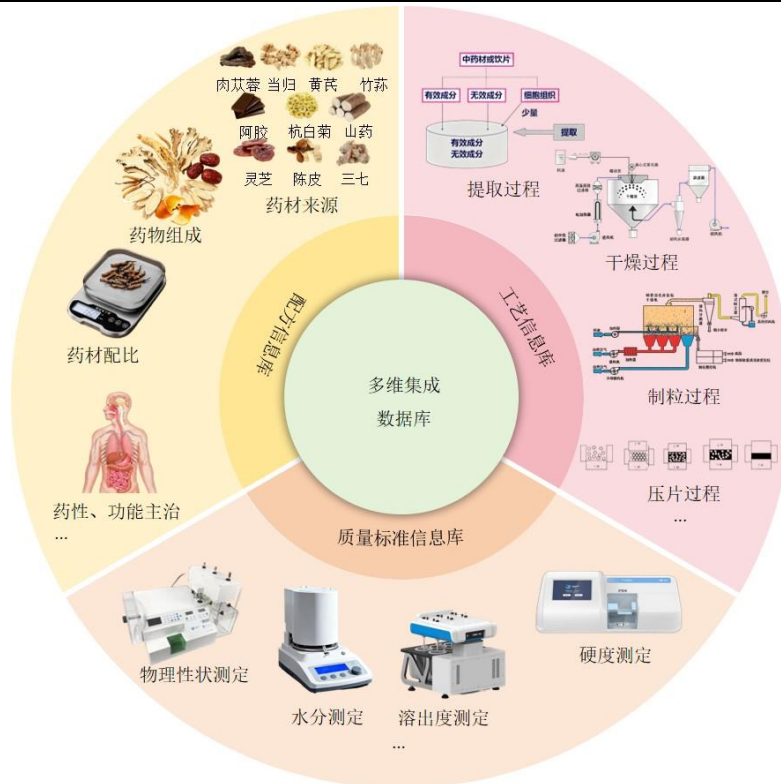 肉苁蓉 当归 黄芪 竹荪
阿胶 杭白菊 山药
灵芝 陈皮 三七
药材来源
药物组成
药材配比
药性、功能主治
...
配方信息库
多维集成
数据库
工艺信息库
中药材或饮片
有效成分 无效成分 细胞组织
少量
有效成分
无效成分
提取
提取过程
干燥过程
制粒过程
压片过程
...
质量标准信息库
物理性状测定
水分测定
溶出度测定
硬度测定
...